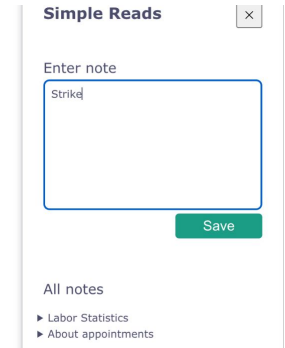 Simple Reads
Enter note
Strike
Save
All notes
Labor Statistics
About appointments